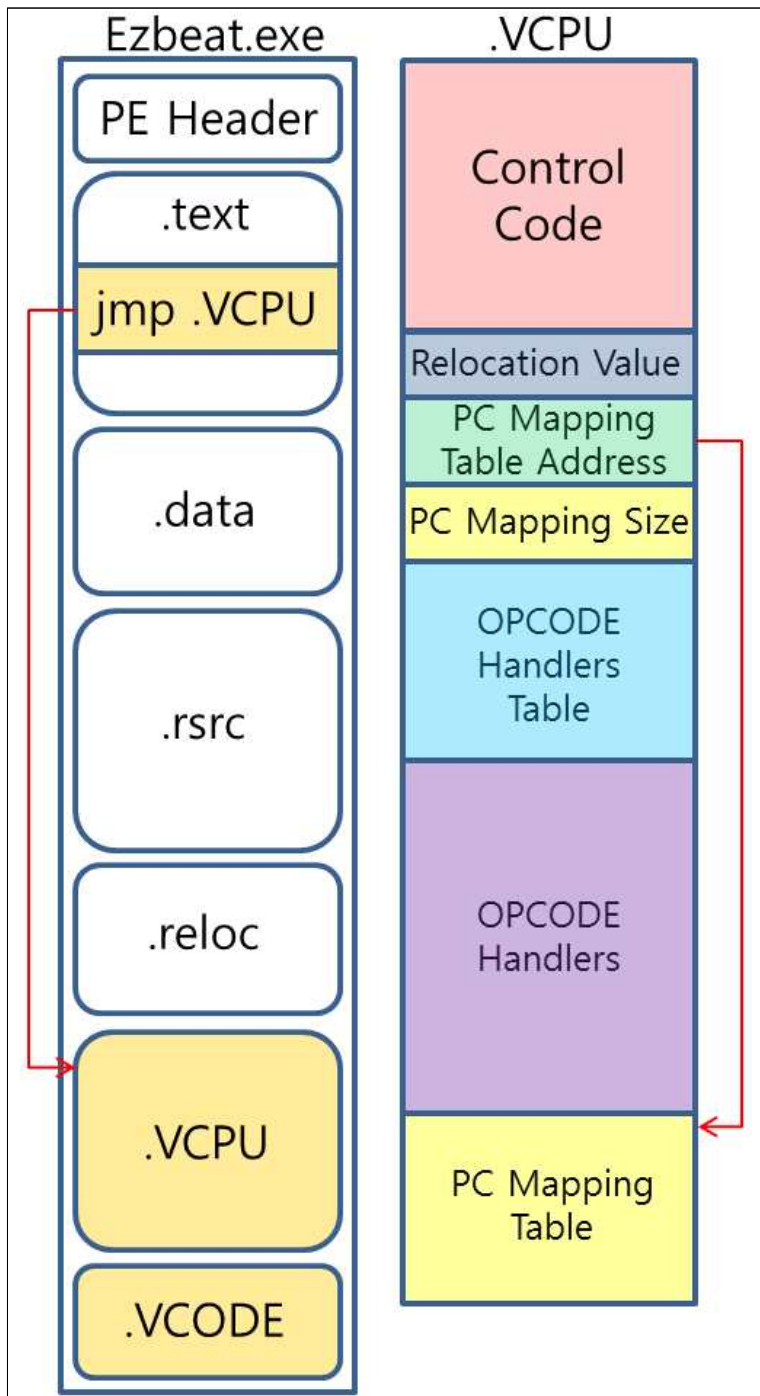 Ezbeat.exe
PE Header
.text
jmp .VCPU
.data
.rsrc
.reloc
.VCPU
.VCODE
.VCPU
Control
Code
Relocation Value
PC Mapping
Table Address
PC Mapping Size
OPCODE
Handlers
Table
OPCODE
Handlers
PC Mapping
Table